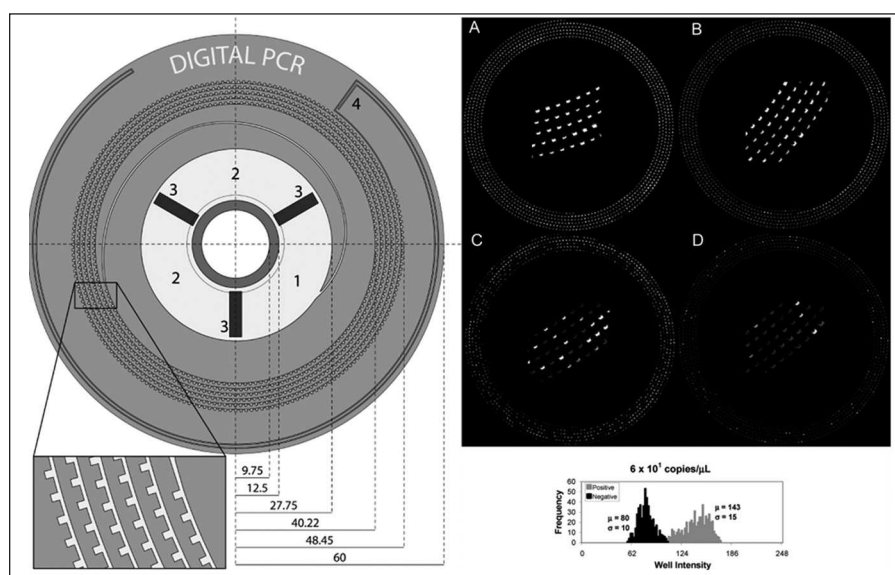 DIGITAL PCR
4
2
3
3
2
1
3
9.75
12.5
27.75
40.22
48.45
60
A
B
C
D
6 x 10¹ copies/μL
Positive
Negative
Frequency
60
50
40
30
20
10
0
μ = 80
σ = 10
μ = 143
σ = 15
0
62
124
186
248
Well Intensity